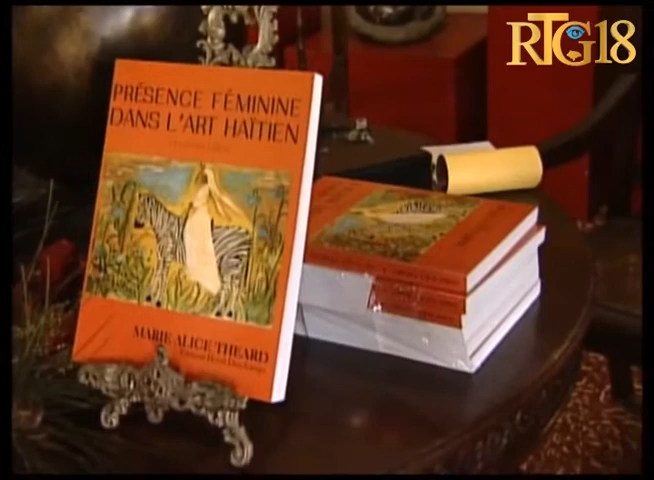 RTG18
PRÉSENCE FÉMININE
DANS L'ART HAÏTIEN
MARIE ALICE THEARD